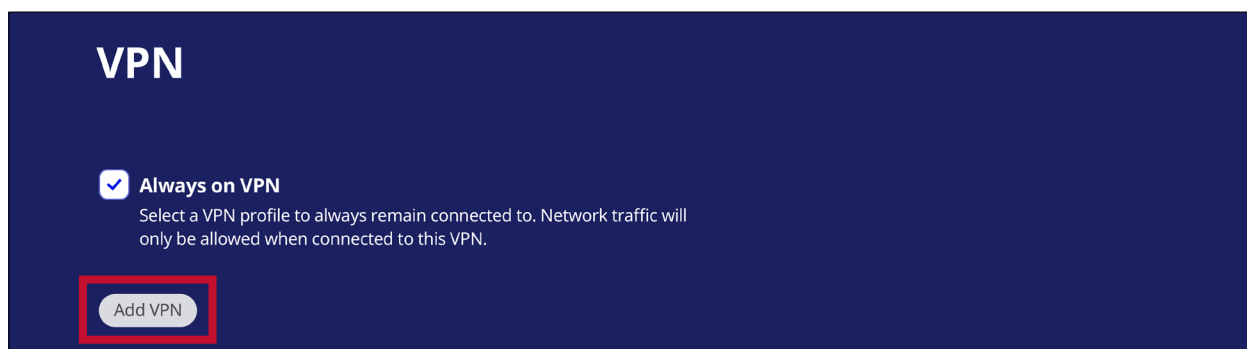 VPN
Always on VPN
Select a VPN profile to always remain connected to. Network traffic will
only be allowed when connected to this VPN.
Add VPN